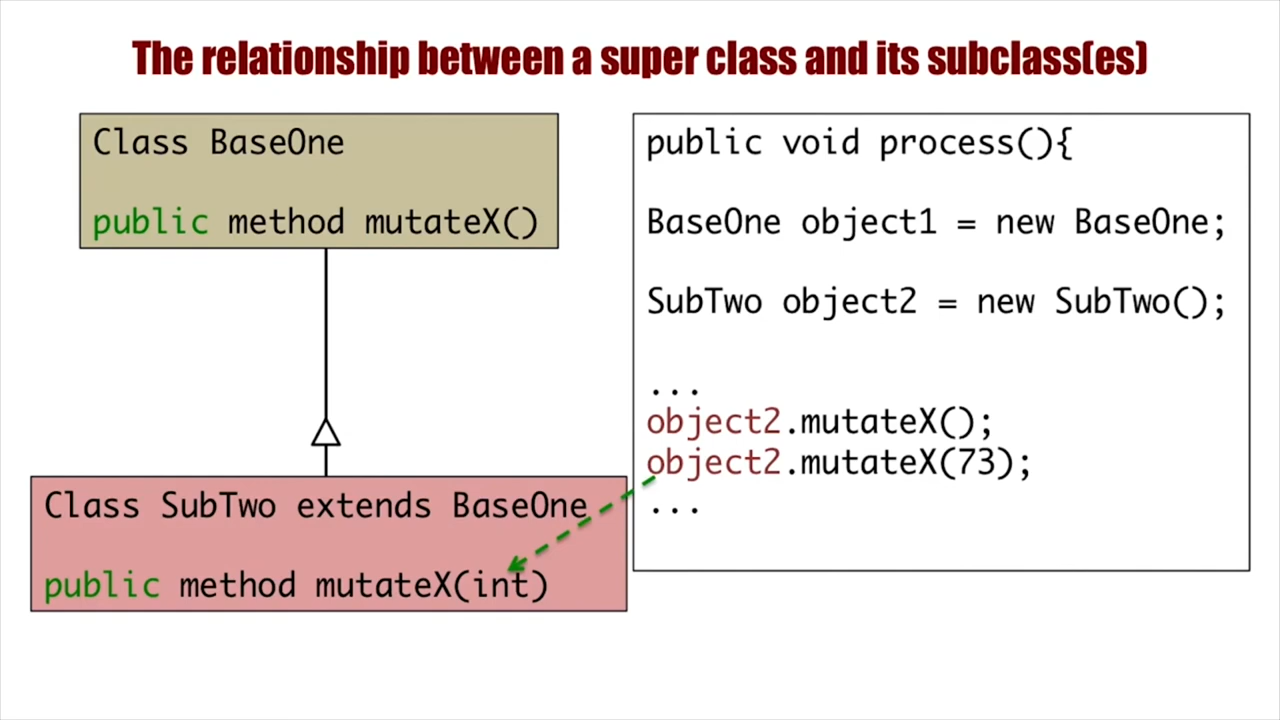 The relationship between a super class and its subclass(es)
Class BaseOne
public method mutateX()
Class SubTwo extends BaseOne
public method mutateX(int)
public void process(){
BaseOne object1 = new BaseOne;
SubTwo object2 = new SubTwo();
...
object2.mutateX();
object2.mutateX(73);
...